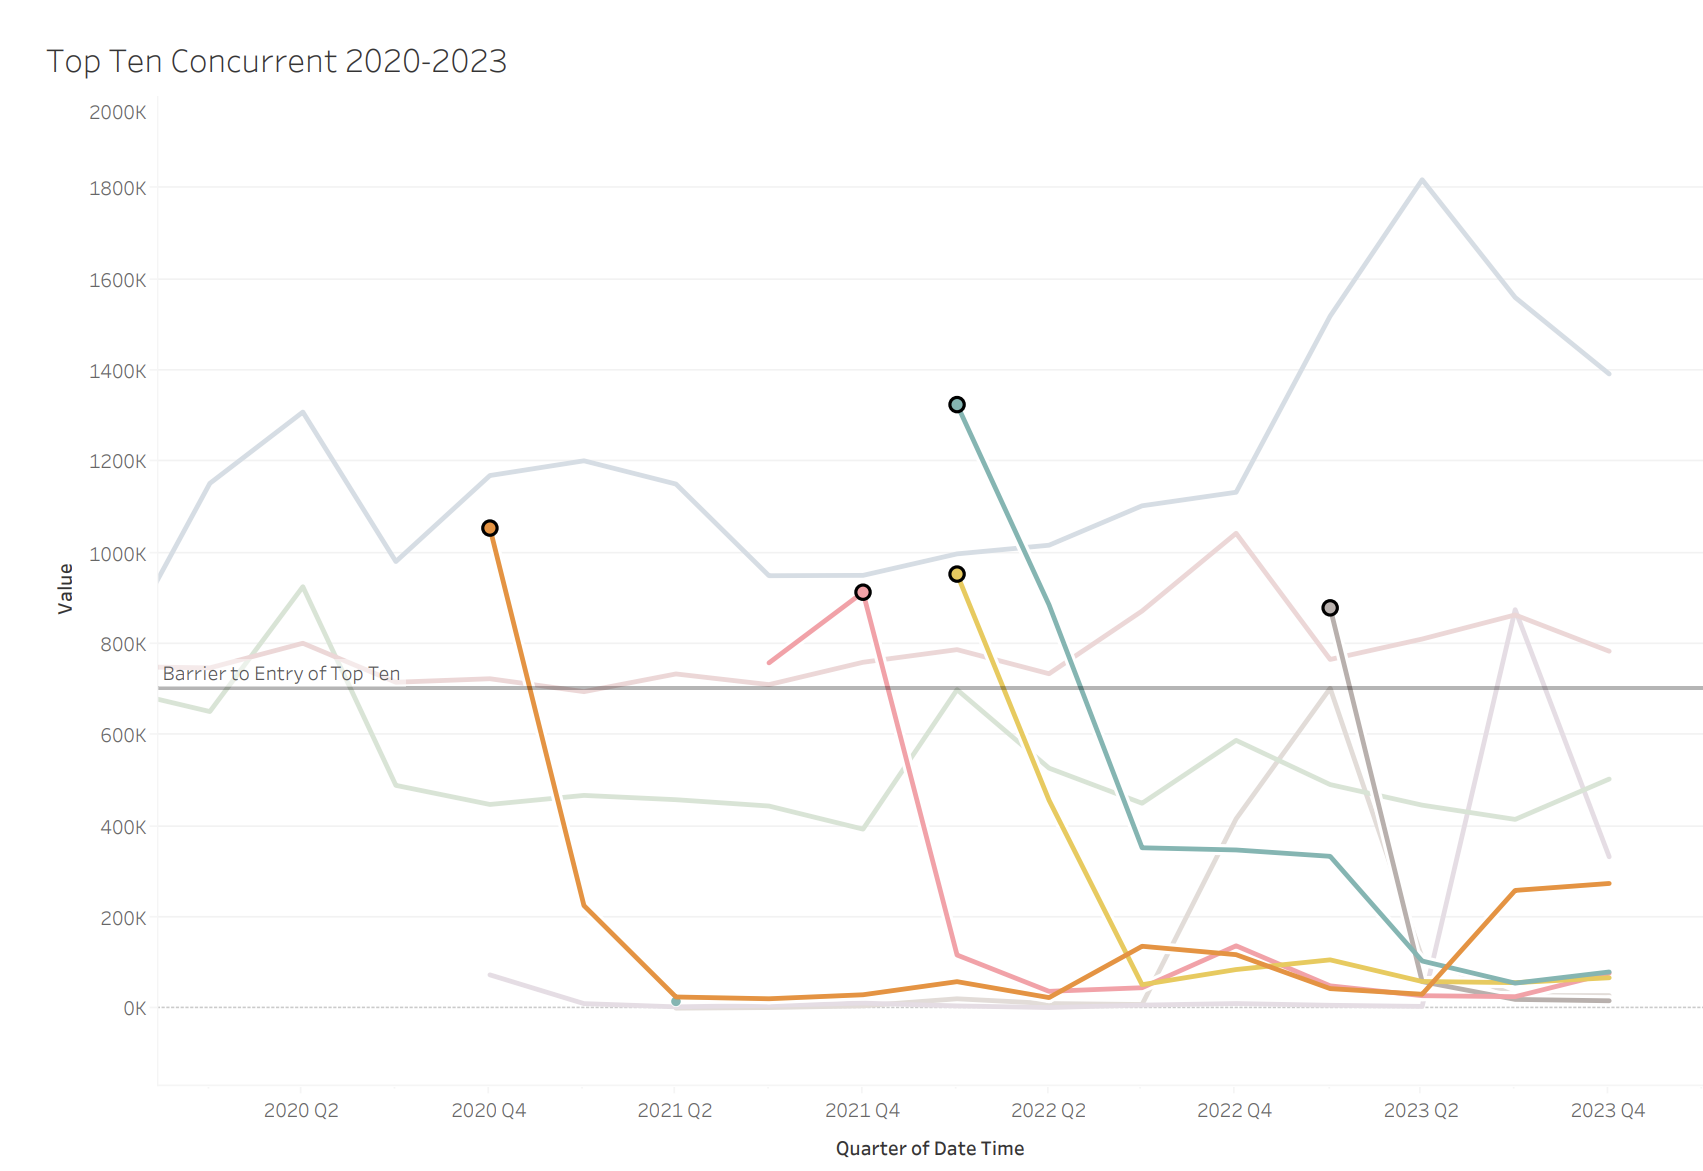 Top Ten Concurrent 2020-2023
2000K
1800K
1600K
1400K
1200K
1000K
800K
Barrier to Entry of Top Ten
600K
400K
200K
0K
Value
2020 Q2 2020 Q4 2021 Q2 2021 Q4 2022 Q2 2022 Q4 2023 Q2 2023 Q4
Quarter of Date Time